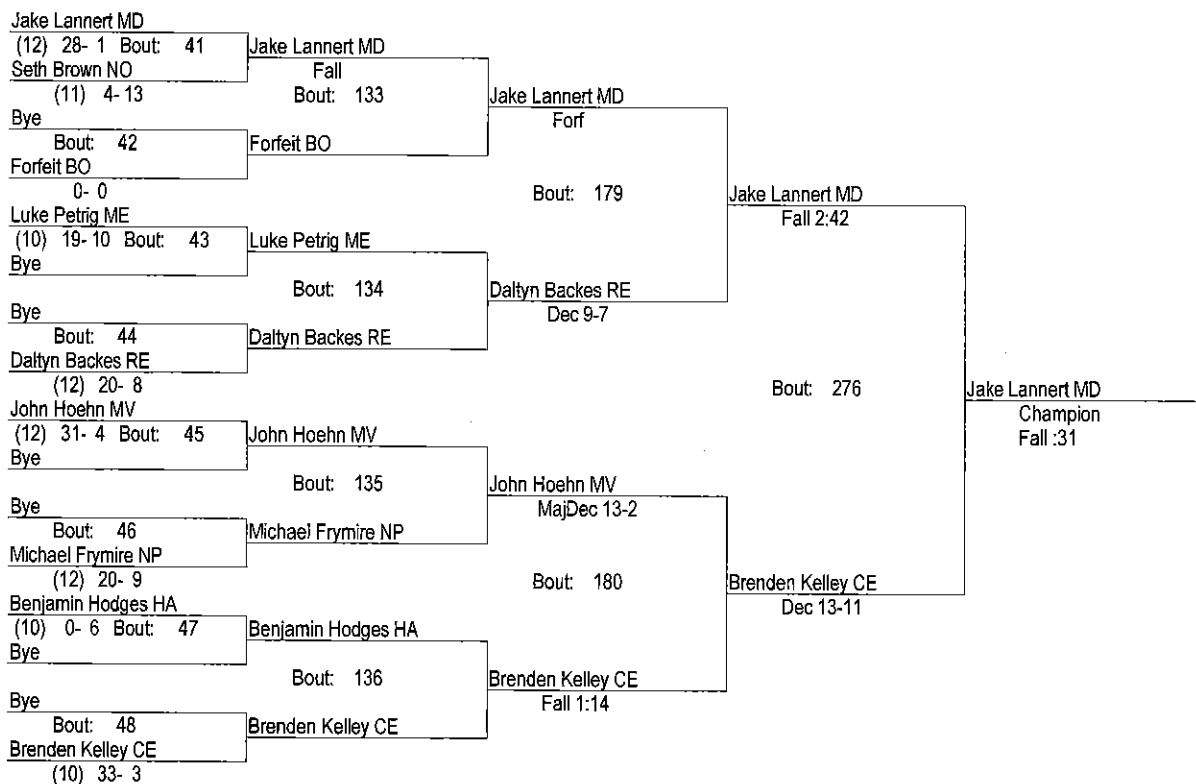 Jake Lannert MD
(12) 28- 1 Bout: 41
Seth Brown NO
(11) 4- 13
Bye
Bout: 42
Forfeit BO
0- 0
Luke Petrig ME
(10) 19- 10 Bout: 43
Bye
Bye
Bout: 44
Daltyn Backes RE
(12) 20- 8
John Hoehn MV
(12) 31- 4 Bout: 45
Bye
Bye
Bout: 46
Michael Frymire NP
(12) 20- 9
Benjamin Hodges HA
(10) 0- 6 Bout: 47
Bye
Bye
Bout: 48
Brenden Kelley CE
(10) 33- 3
Jake Lannert MD
Fall
Bout: 133
Forfeit BO
Luke Petrig ME
Bout: 134
Daltyn Backes RE
John Hoehn MV
Bout: 135
Michael Frymire NP
Benjamin Hodges HA
Bout: 136
Brenden Kelley CE
Jake Lannert MD
Forf
Bout: 179
Daltyn Backes RE
Dec 9-7
John Hoehn MV
MajDec 13-2
Bout: 180
Brenden Kelley CE
Fall 1:14
Jake Lannert MD
Fall 2:42
Bout: 276
Brenden Kelley CE
Dec 13-11
Jake Lannert MD
Champion
Fall :31